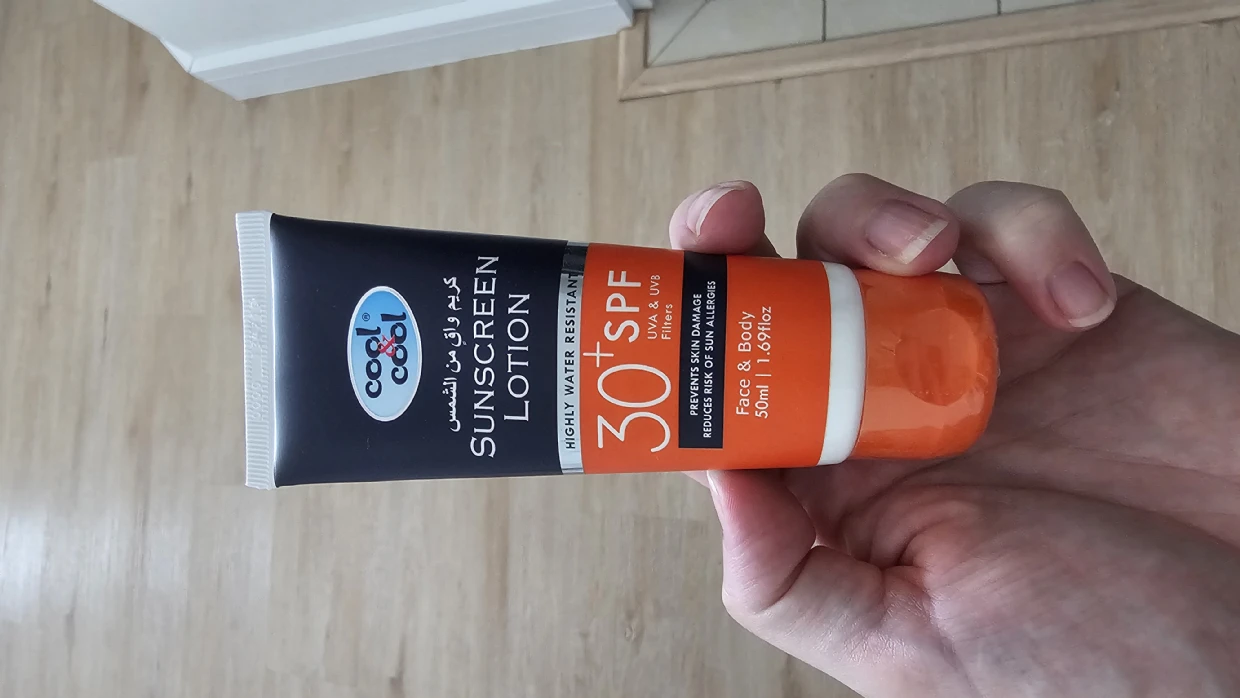 cool & cool®
كريم واقٍ من الشمس
SUNSCREEN
LOTION
HIGHLY WATER RESISTANT
30+SPF
UVA & UVB
Filters
PREVENTS SKIN DAMAGE
REDUCES RISK OF SUN ALLERGIES
Face & Body
50ml | 1.69floz